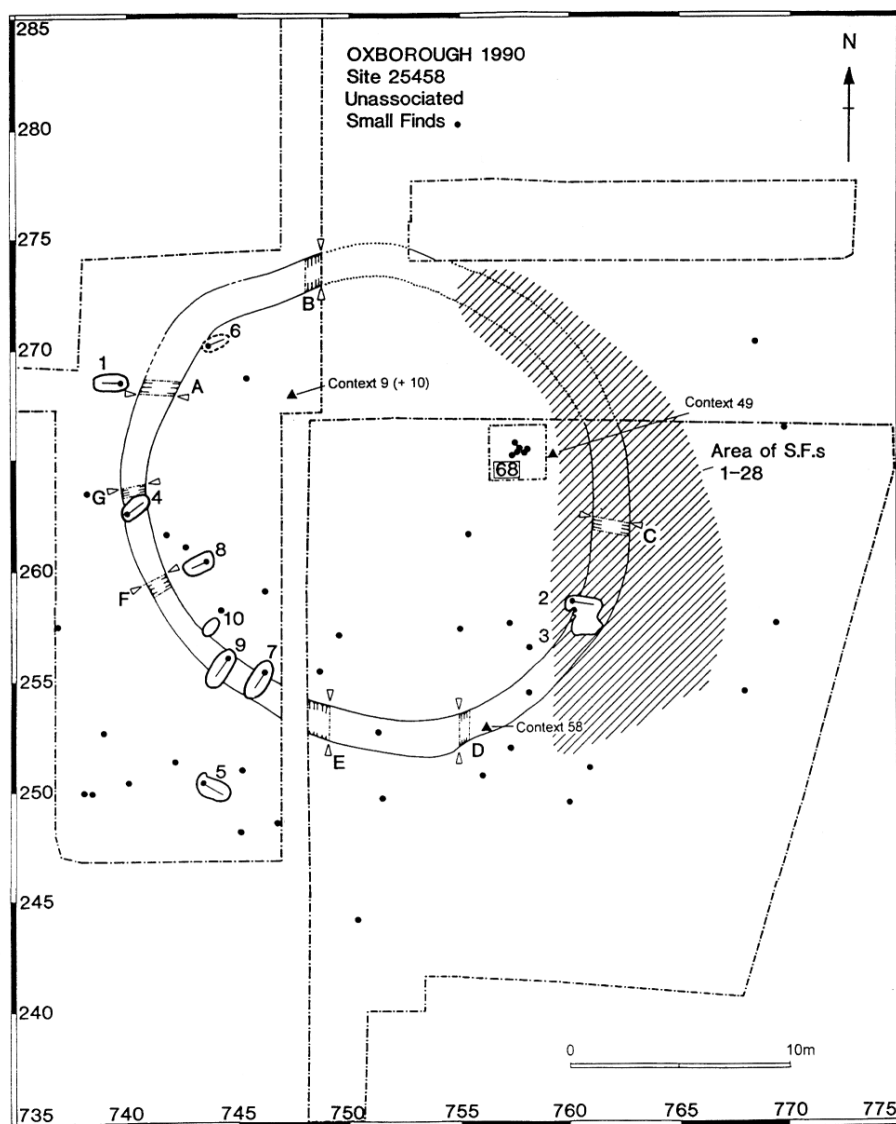 285
OXBOROUGH 1990
Site 25458
Unassociated
Small Finds
N
280
275
B
6
270
1
A
Context 9 (+ 10)
Context 49
68
Area of S.F.s
1–28
G
4
C
8
260
F
2
10
3
9
7
255
Context 58
E
D
5
250
245
240
0
10m
735
740
745
750
755
760
765
770
775